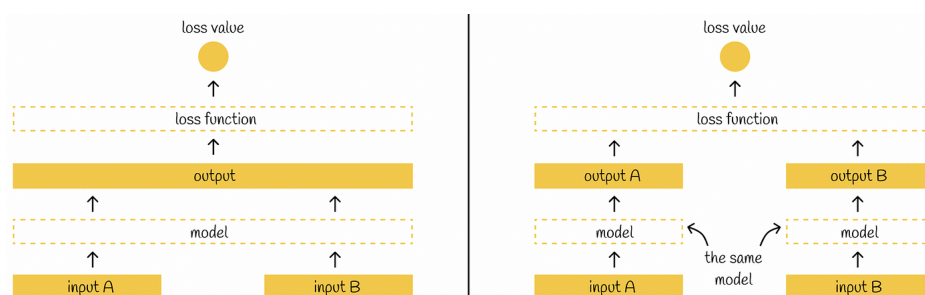 loss value
loss function
output
model
input A
input B
loss value
loss function
output A
output B
model
model
the same
model
input A
input B